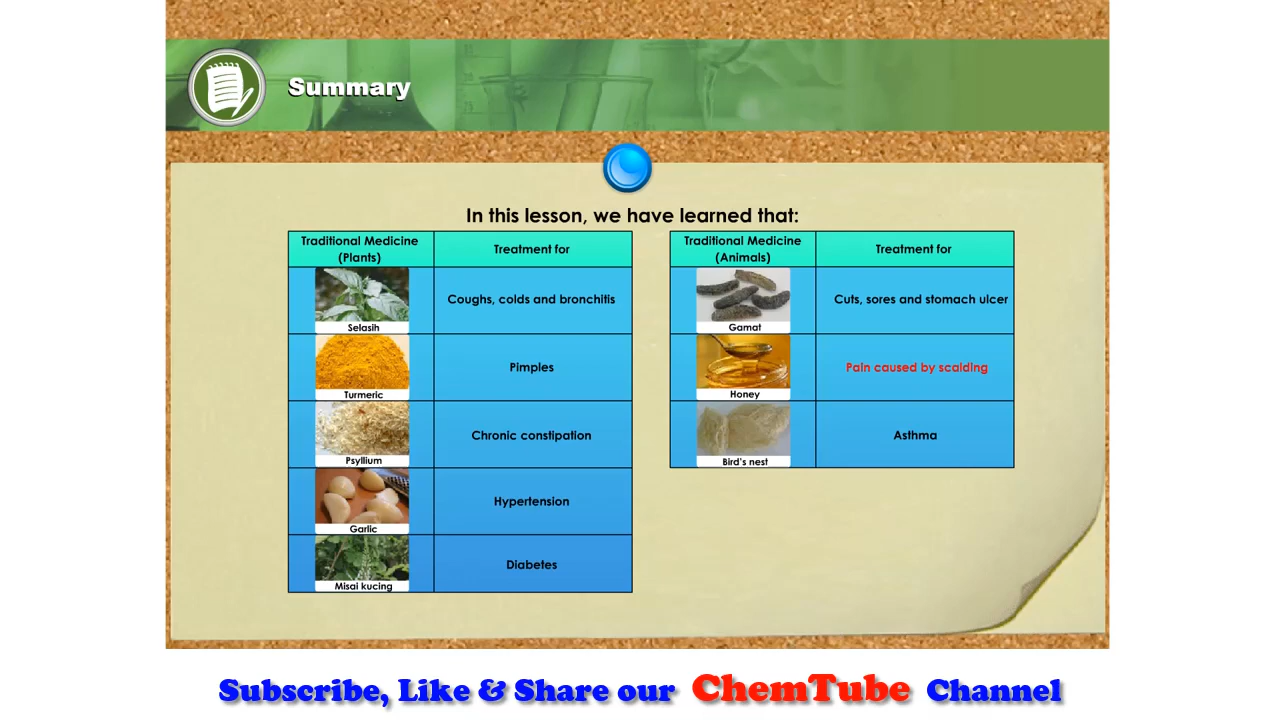 Summary
In this lesson, we have learned that:
Traditional Medicine
(Plants)
Treatment for
Selasih
Coughs, colds and bronchitis
Turmeric
Pimples
Psyllium
Chronic constipation
Garlic
Hypertension
Misai kucing
Diabetes
Traditional Medicine
(Animals)
Treatment for
Gamat
Cuts, sores and stomach ulcer
Honey
Pain caused by scalding
Bird's nest
Asthma
Subscribe, Like & Share our ChemTube Channel